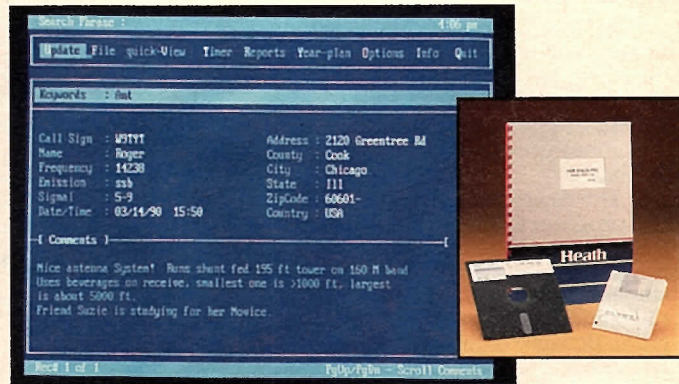 Search Phrase : 4:06 pm
Update File quick-View Timer Reports Year-plan Options Info Quit
Keywords : Ant
Call Sign : W9TYT Address : 2120 Greentree Rd
Name : Roger County : Cook
Frequency : 14238 City : Chicago
Emission : ssb State : Ill
Signal : 5-9 ZipCode : 60601-
Date/Time : 03/14/90 15:50 Country : USA
[ Comments ]
Nice antenna System! Runs shunt fed 195 ft tower on 160 M band
Uses beverages on receive, smallest one is >1000 ft, largest
is about 5000 ft.
Friend Suzie is studying for her Novice.
Rec# 1 of 1 PgUp/PgDn - Scroll Comments
Heath